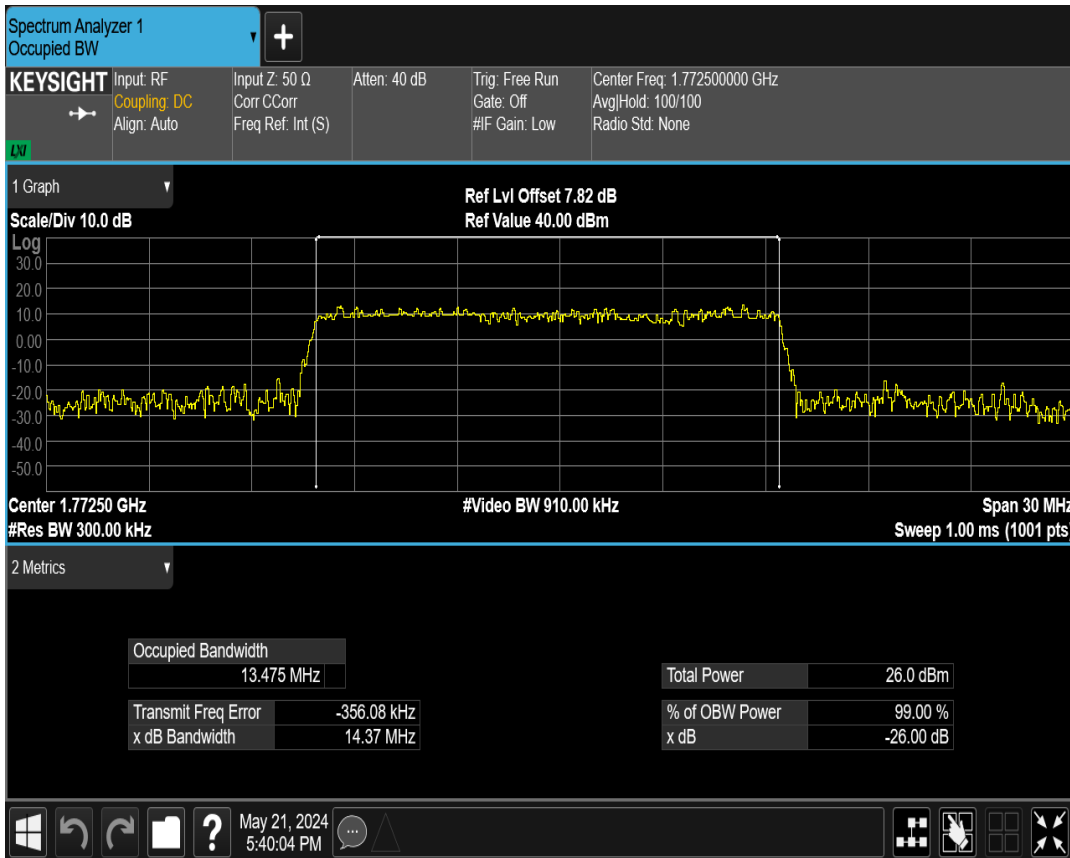 Spectrum Analyzer 1
Occupied BW
KEYSIGHT
LXI
Input: RF
Coupling: DC
Align: Auto
Input Z: 50 Ω
Corr CCorr
Freq Ref: Int (S)
Atten: 40 dB
Trig: Free Run
Gate: Off
#IF Gain: Low
Center Freq: 1.772500000 GHz
Avg|Hold: 100/100
Radio Std: None
1 Graph
Ref Lvl Offset 7.82 dB
Scale/Div 10.0 dB
Ref Value 40.00 dBm
Log
30.0
20.0
10.0
0.00
-10.0
-20.0
-30.0
-40.0
-50.0
Center 1.77250 GHz
#Video BW 910.00 kHz
Span 30 MHz
#Res BW 300.00 kHz
Sweep 1.00 ms (1001 pts)
2 Metrics
Occupied Bandwidth
13.475 MHz
Total Power 26.0 dBm
Transmit Freq Error -356.08 kHz
% of OBW Power 99.00 %
x dB Bandwidth 14.37 MHz
x dB -26.00 dB
May 21, 2024
5:40:04 PM